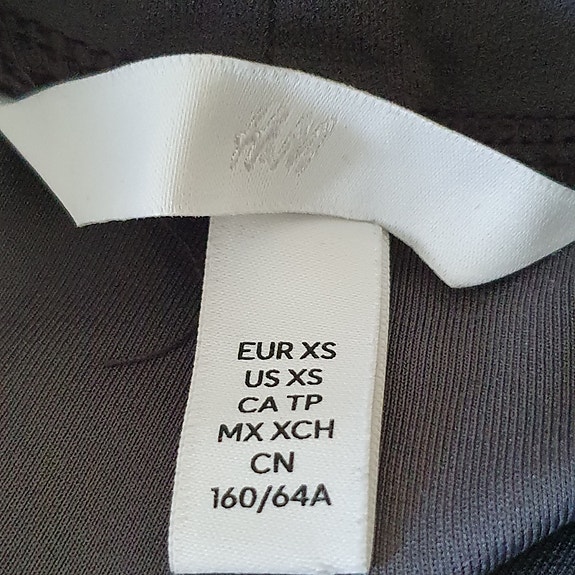 EUR XS
US XS
CA TP
MX XCH
CN
160/64A